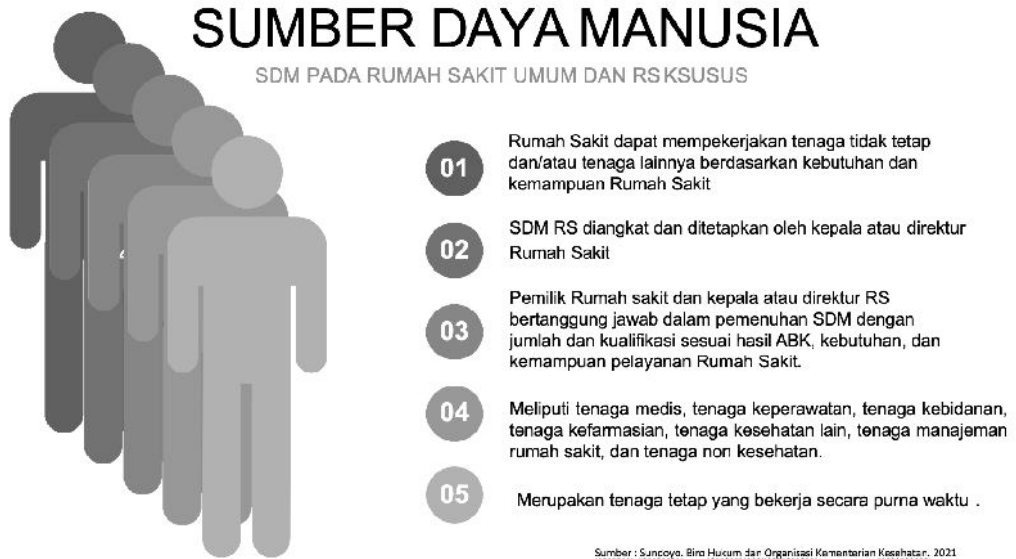 SUMBER DAYA MANUSIA
SDM PADA RUMAH SAKIT UMUM DAN RS KSUSUS
01
Rumah Sakit dapat mempekerjakan tenaga tidak tetap
dan/atau tenaga lainnya berdasarkan kebutuhan dan
kemampuan Rumah Sakit
02
SDM RS diangkat dan ditetapkan oleh kepala atau direktur
Rumah Sakit
03
Pemilik Rumah sakit dan kepala atau direktur RS
bertanggung jawab dalam pemenuhan SDM dengan
jumlah dan kualifikasi sesuai hasil ABK, kebutuhan, dan
kemampuan pelayanan Rumah Sakit.
04
Meliputi tenaga medis, tenaga keperawatan, tenaga kebidanan,
tenaga kefarmasian, tenaga kesehatan lain, tenaga manajeman
rumah sakit, dan tenaga non kesehatan.
05
Merupakan tenaga tetap yang bekerja secara purna waktu .
Sumber : Sunooyo, Biro Hukum dan Organisasi Kementerian Kesehatan, 2021